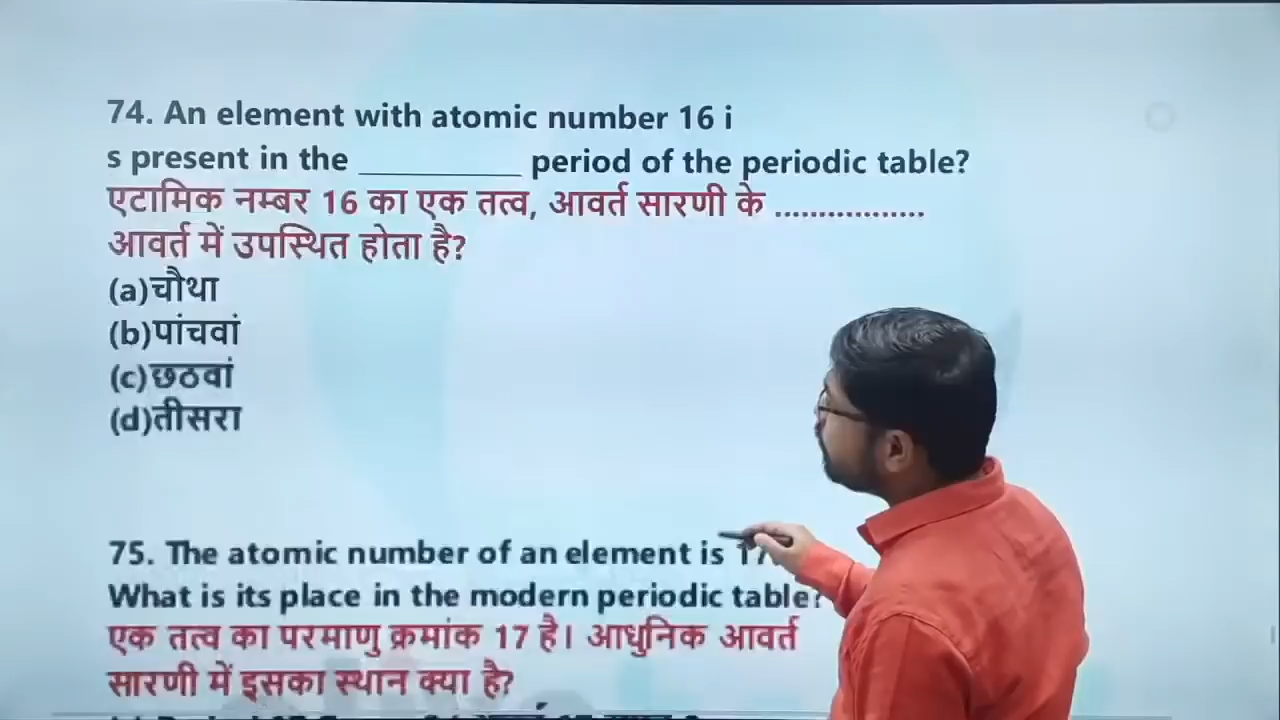 74. An element with atomic number 16 i
s present in the __________ period of the periodic table?
एटामिक नम्बर 16 का एक तत्व, आवर्त सारणी के .................
आवर्त में उपस्थित होता है?
(a)चौथा
(b)पांचवां
(c)छठवां
(d)तीसरा
75. The atomic number of an element is 17
What is its place in the modern periodic table?
एक तत्व का परमाणु क्रमांक 17 है। आधुनिक आवर्त
सारणी में इसका स्थान क्या है?